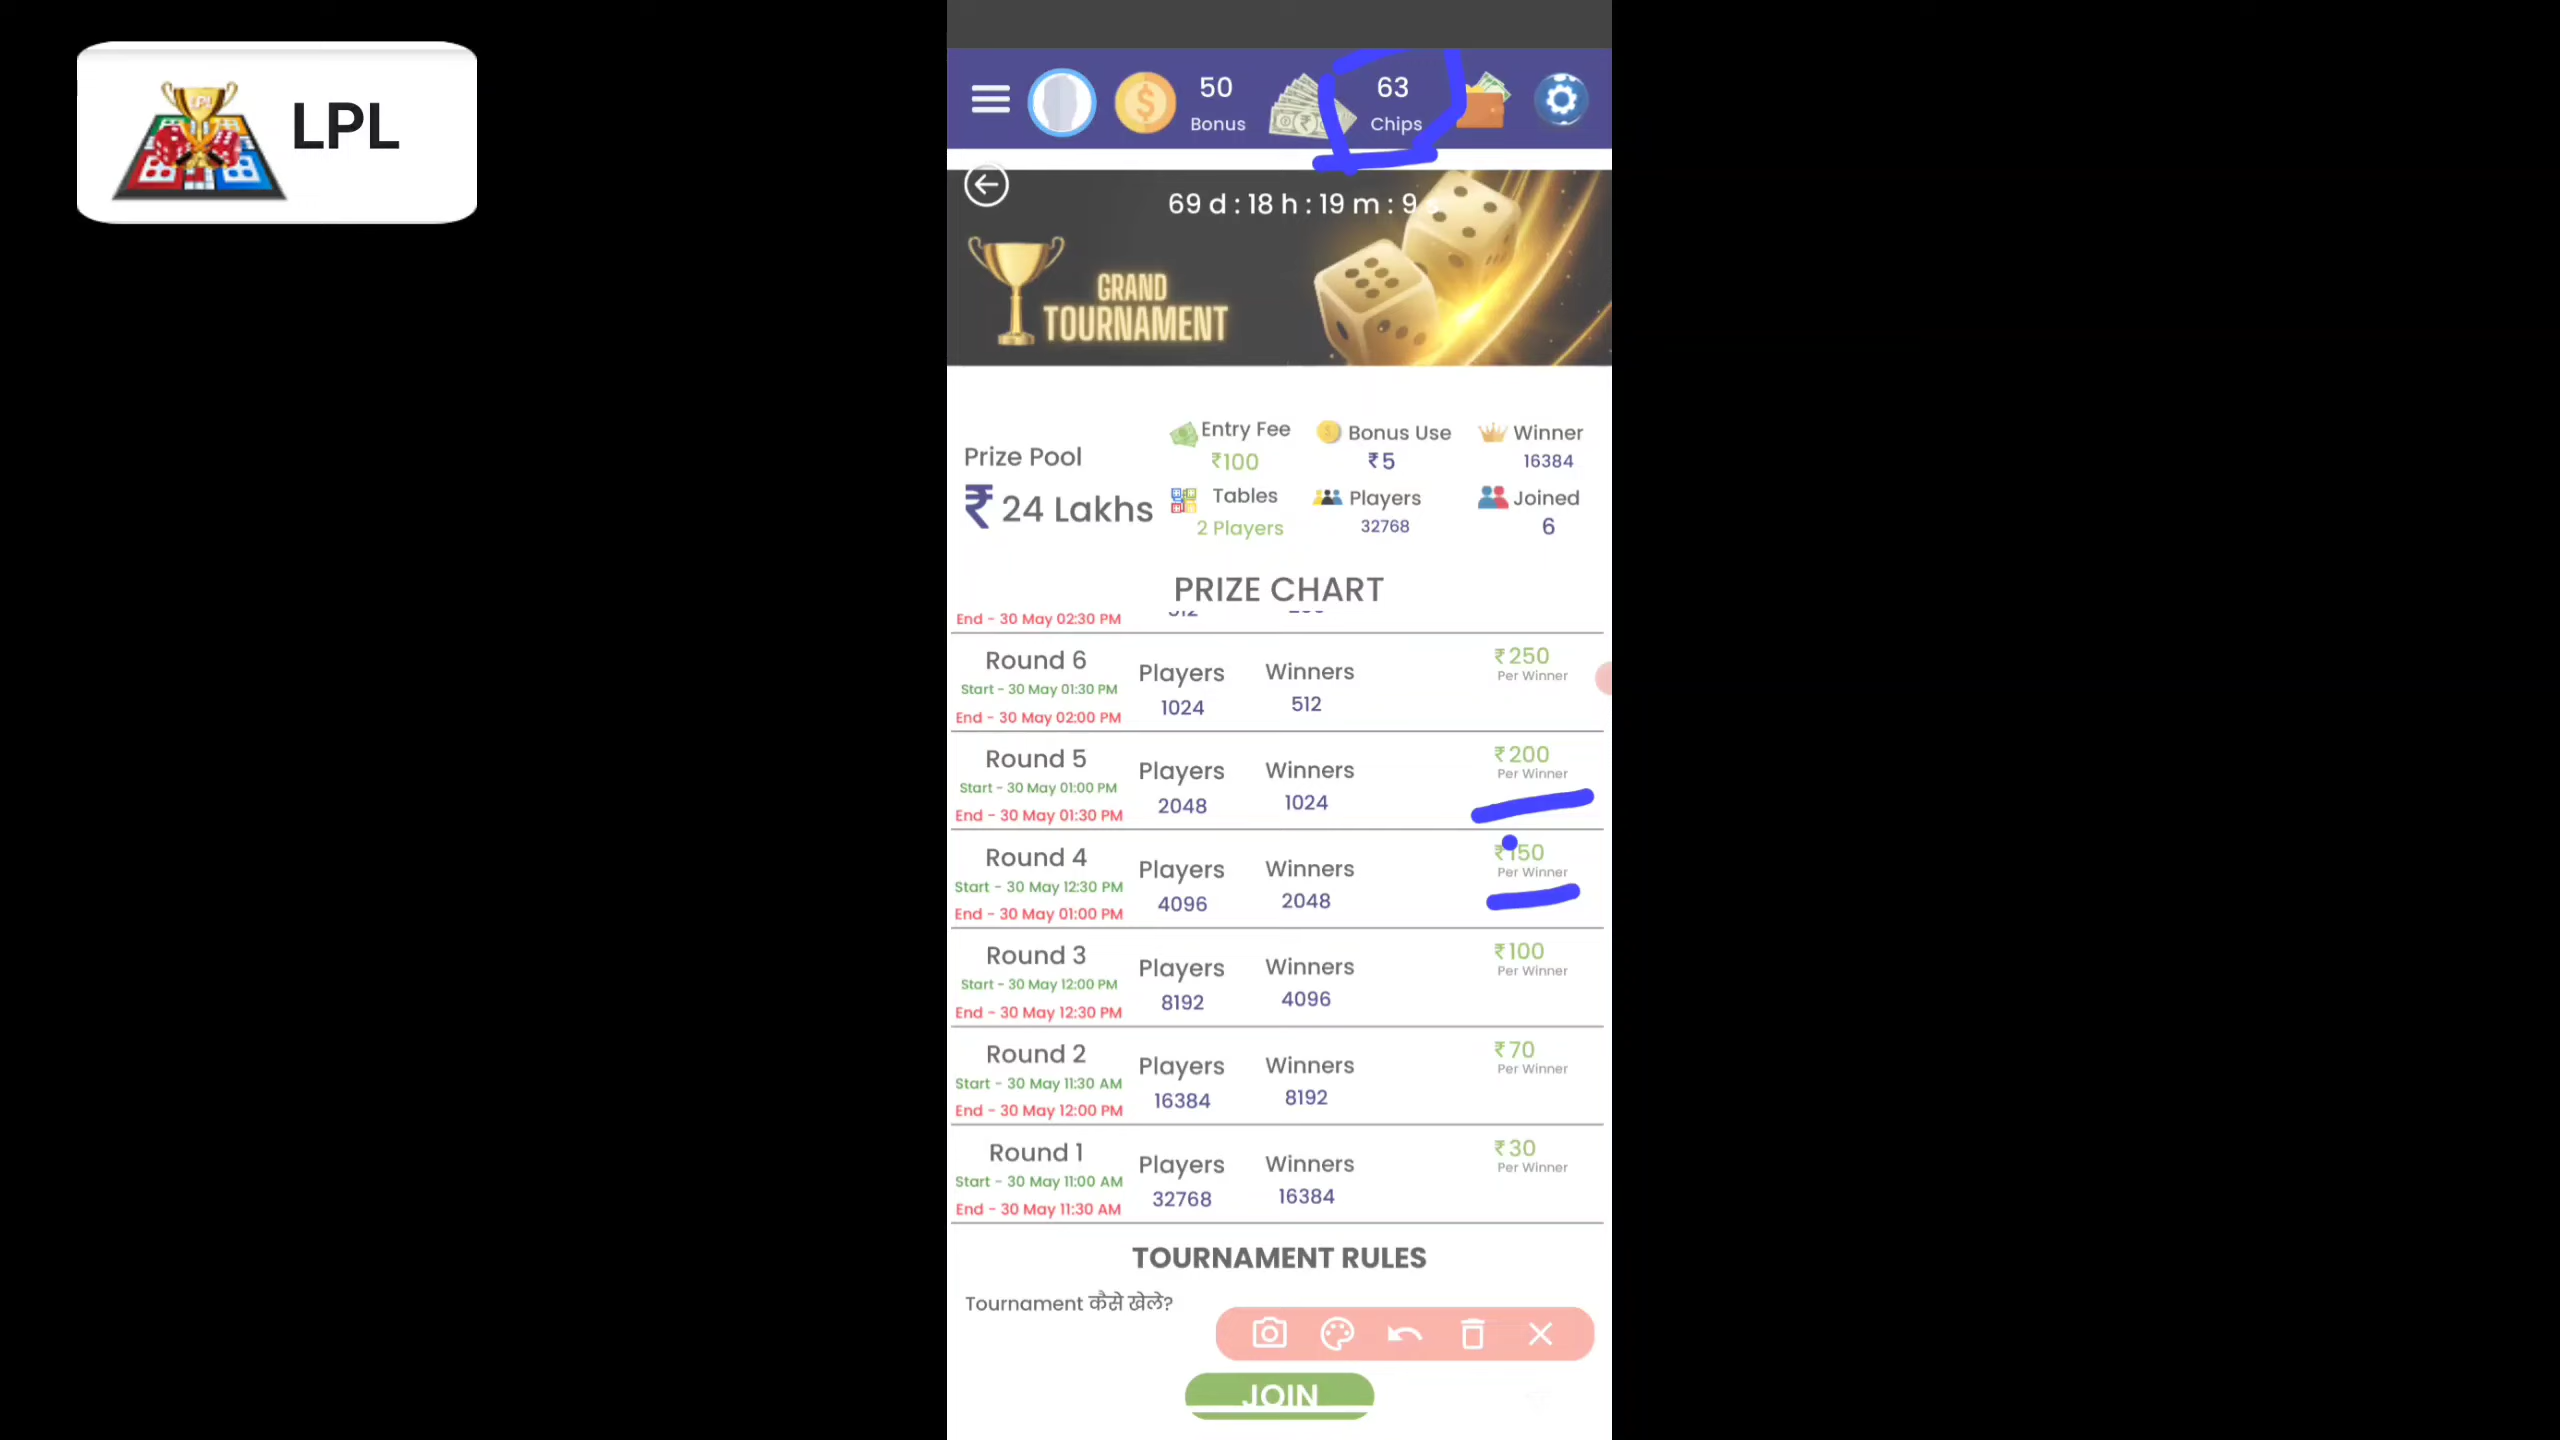 LPL
50
Bonus
63
Chips
69 d : 18 h : 19 m : 9
GRAND
TOURNAMENT
Prize Pool
₹ 24 Lakhs
Entry Fee
₹100
Bonus Use
₹5
Winner
16384
Tables
2 Players
Players
32768
Joined
6
PRIZE CHART
End - 30 May 02:30 PM
Round 6
Start - 30 May 01:30 PM
End - 30 May 02:00 PM
Players
1024
Winners
512
₹250
Per Winner
Round 5
Start - 30 May 01:00 PM
End - 30 May 01:30 PM
Players
2048
Winners
1024
₹200
Per Winner
Round 4
Start - 30 May 12:30 PM
End - 30 May 01:00 PM
Players
4096
Winners
2048
₹150
Per Winner
Round 3
Start - 30 May 12:00 PM
End - 30 May 12:30 PM
Players
8192
Winners
4096
₹100
Per Winner
Round 2
Start - 30 May 11:30 AM
End - 30 May 12:00 PM
Players
16384
Winners
8192
₹70
Per Winner
Round 1
Start - 30 May 11:00 AM
End - 30 May 11:30 AM
Players
32768
Winners
16384
₹30
Per Winner
TOURNAMENT RULES
Tournament कैसे खेले?
JOIN